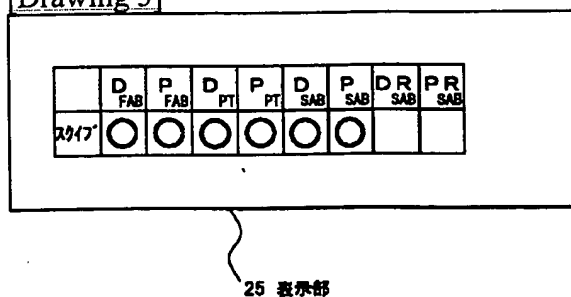 Drawing 5
D FAB P FAB D PT P PT D SAB P SAB DR SAB PR SAB
スクイブ ○ ○ ○ ○ ○ ○
25 表示部